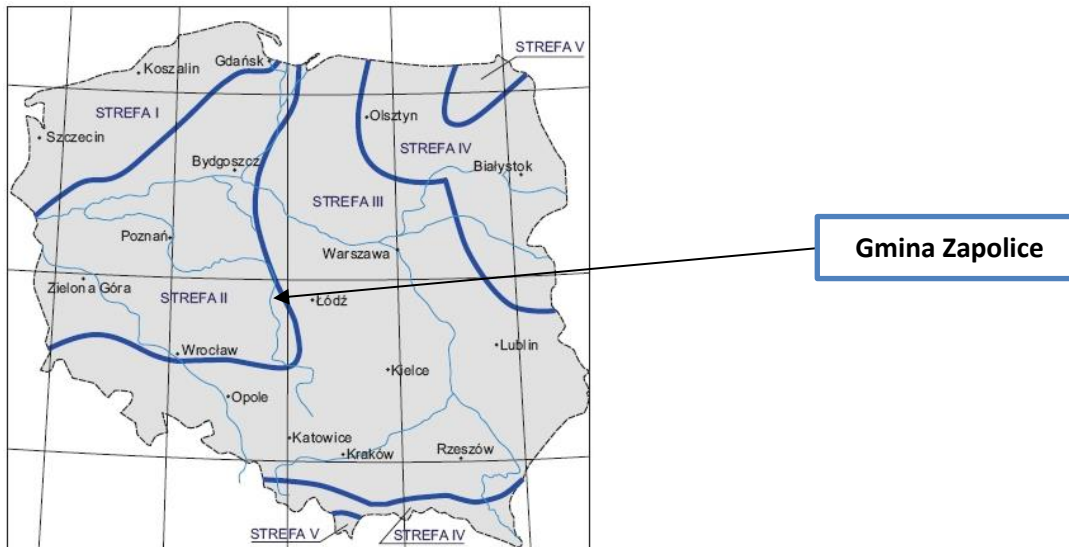 STREFA V
Gdańsk
Koszalin
STREFA I
Olsztyn
Szczecin
STREFA IV
Bydgoszcz
Białystok
STREFA III
Poznań
Warszawa
Gmina Zapolice
Zielona Góra
STREFA II
Łódź
Wrocław
Lublin
Kielce
Opole
Katowice
Kraków
Rzeszów
STREFA V
STREFA IV